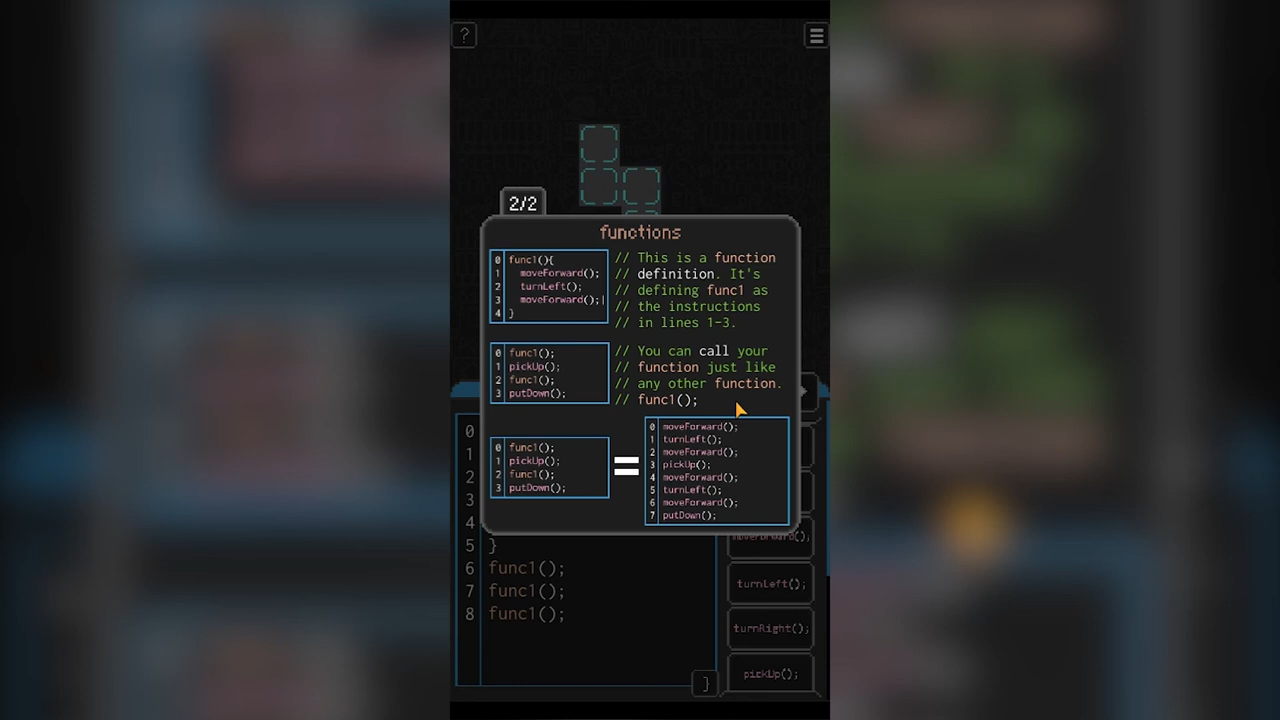 ?
2/2
functions
0 func1(){
1 moveForward();
2 turnLeft();
3 moveForward();|
4 }
// This is a function
// definition. It's
// defining func1 as
// the instructions
// in lines 1-3.
0 func1();
1 pickUp();
2 func1();
3 putDown();
// You can call your
// function just like
// any other function.
// func1();
0 func1();
1 pickUp();
2 func1();
3 putDown();
=
0 moveForward();
1 turnLeft();
2 moveForward();
3 pickUp();
4 moveForward();
5 turnLeft();
6 moveForward();
7 putDown();
0
1
2
3
4
5 }
6 func1();
7 func1();
8 func1();
moveForward();
turnLeft();
turnRight();
pickUp();
}